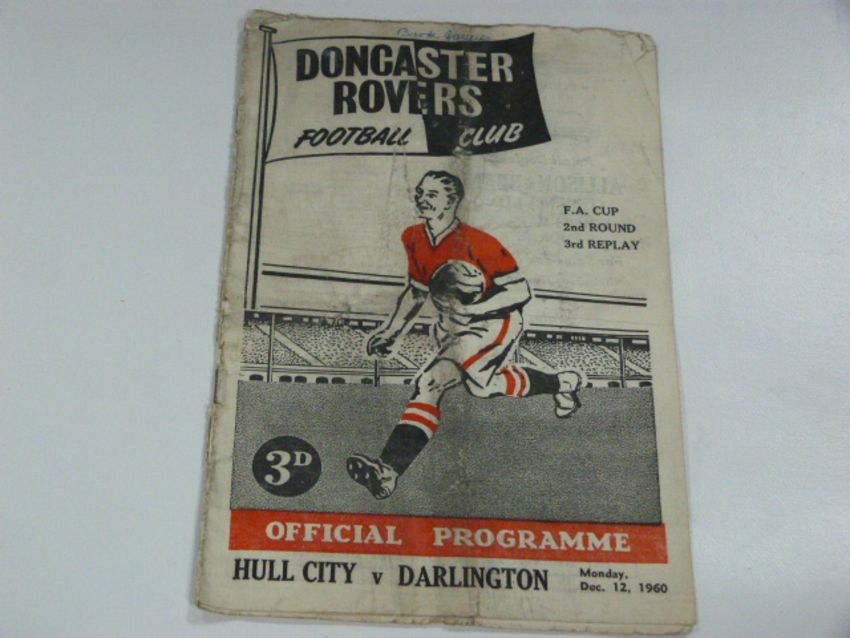 DONCASTER
ROVERS
FOOTBALL CLUB
F.A. CUP
2nd ROUND
3rd REPLAY
3D
OFFICIAL PROGRAMME
HULL CITY v DARLINGTON
Monday,
Dec. 12, 1960